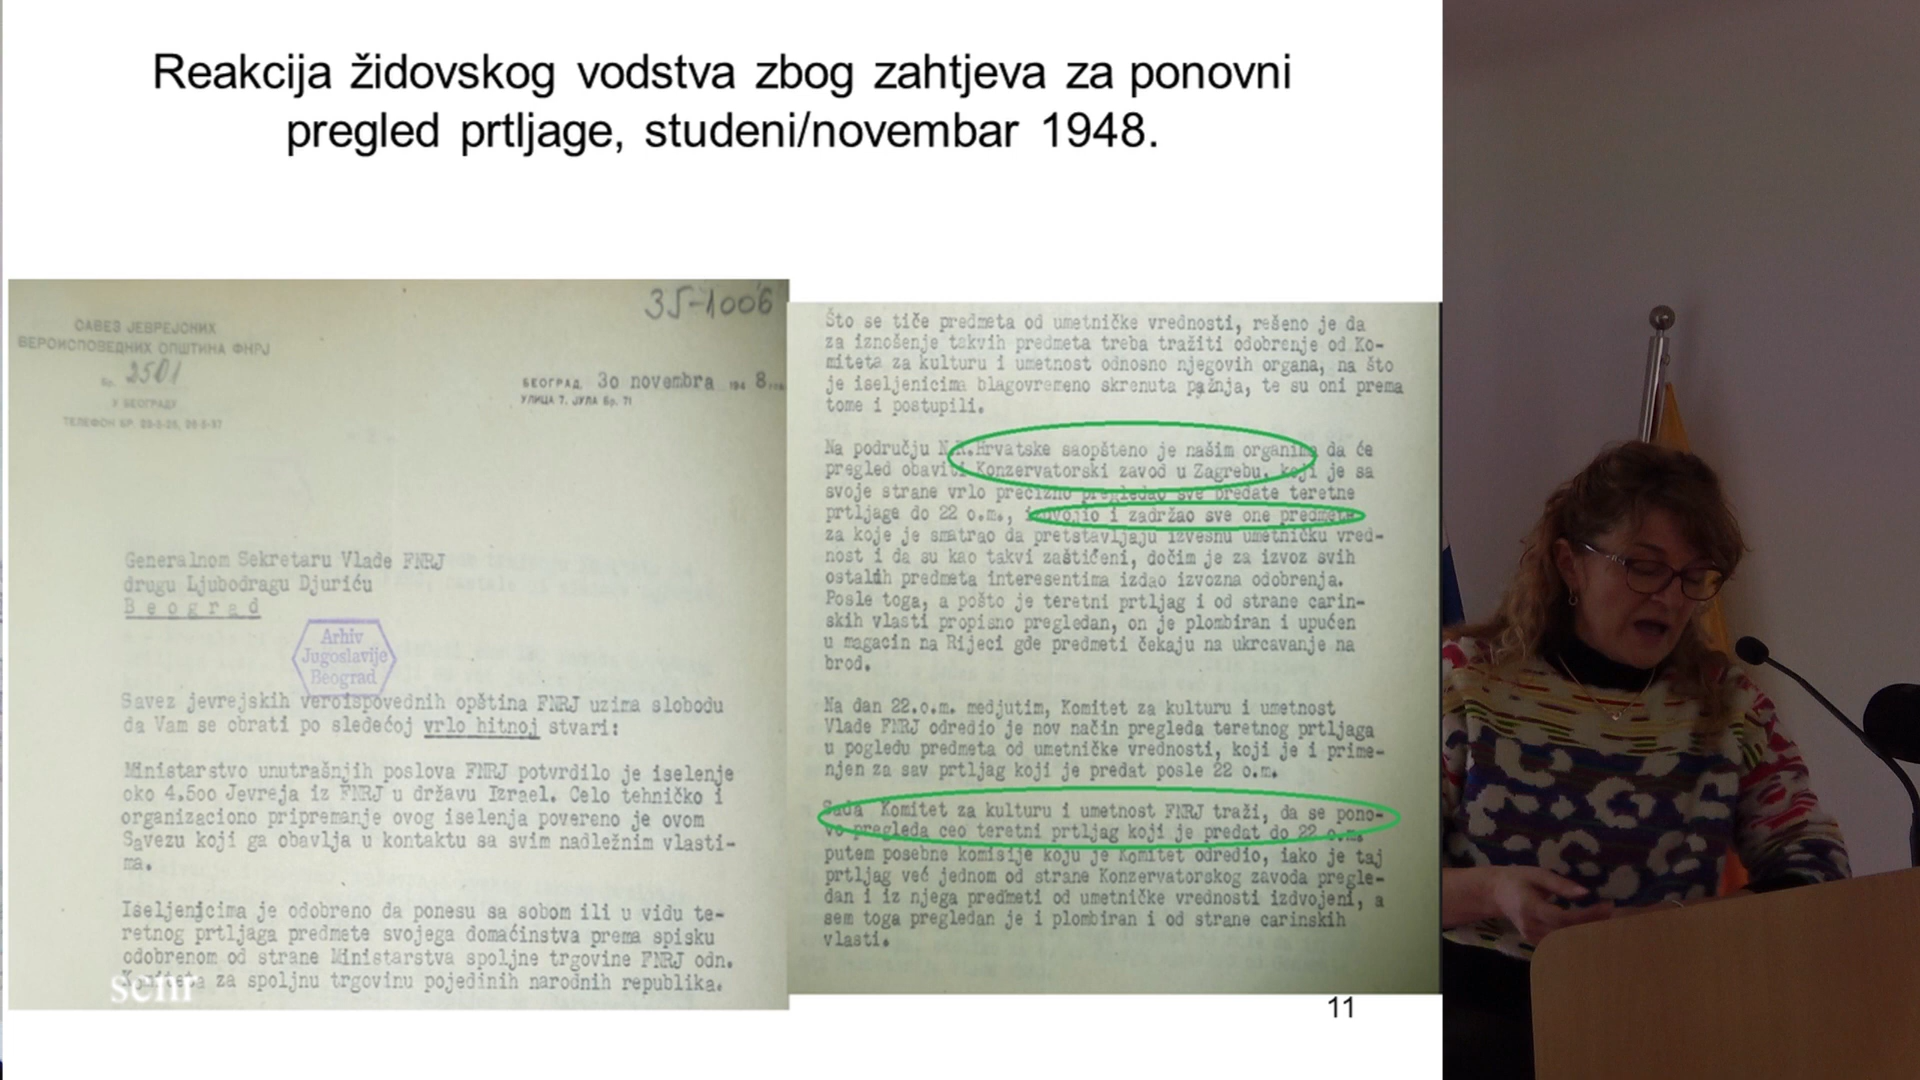 Reakcija židovskog vodstva zbog zahtjeva za ponovni
pregled prtljage, studeni/novembar 1948.
35-1006
САВЕЗ ЈЕВРЕЈСКИХ
ВЕРОИСПОВЕДНИХ ОПШТИНА ФНРЈ
Бр. 2501
У БЕОГРАДУ
ТЕЛЕФОН БР.
БЕОГРАД, 30 novembra 194 8
УЛИЦА 7. ЈУЛА Бр. 71
Generalnom Sekretaru Vlade FNRJ
drugu Ljubodragu Djuriću
Beograd
Arhiv
Jugoslavije
Beograd
Savez jevrejskih veroispovednih opština FNRJ uzima slobodu
da Vam se obrati po sledećoj vrlo hitnoj stvari:
Ministarstvo unutrašnjih poslova FNRJ potvrdilo je iselenje
oko 4.500 Jevreja iz FNRJ u državu Izrael. Celo tehničko i
organizaciono pripremanje ovog iselenja povereno je ovom
Savezu koji ga obavlja u kontaktu sa svim nadležnim vlasti-
ma.
Iseljenjcima je odobreno da ponesu sa sobom ili u vidu te-
retnog prtljaga predmete svojega domaćinstva prema spisku
odobrenom od strane Ministarstva spoljne trgovine FNRJ odn.
Komiteta za spoljnu trgovinu pojedinih narodnih republika.
Što se tiče predmeta od umetničke vrednosti, rešeno je da
za iznošenje takvih predmeta treba tražiti odobrenje od Ko-
miteta za kulturu i umetnost odnosno njegovih organa, na što
je iseljenicima blagovremeno skrenuta pažnja, te su oni prema
tome i postupili.
Na području N.R.Hrvatske saopšteno je našim organima da će
pregled obaviti Konzervatorski zavod u Zagrebu, koji je sa
svoje strane vrlo precizno pregledao sve predate teretne
prtljage do 22 o.m., izdvojio i zadržao sve one predmete
za koje je smatrao da pretstavljaju izvesnu umetničku vred-
nost i da su kao takvi zaštićeni, dočim je za izvoz svih
ostalih predmeta interesentima izdao izvozna odobrenja.
Posle toga, a pošto je teretni prtljag i od strane carin-
skih vlasti propisno pregledan, on je plombiran i upućen
u magacin na Rijeci gde predmeti čekaju na ukrcavanje na
brod.
Na dan 22.o.m. medjutim, Komitet za kulturu i umetnost
Vlade FNRJ odredio je nov način pregleda teretnog prtljaga
u pogledu predmeta od umetničke vrednosti, koji je i prime-
njen za sav prtljag koji je predat posle 22 o.m.
Sada Komitet za kulturu i umetnost FNRJ traži, da se pono-
vo pregleda ceo teretni prtljag koji je predat do 22 o.m.
putem posebne komisije koju je Komitet odredio, iako je taj
prtljag već jednom od strane Konzervatorskog zavoda pregle-
dan i iz njega predmeti od umetničke vrednosti izdvojeni, a
sem toga pregledan je i plombiran i od strane carinskih
vlasti.
11